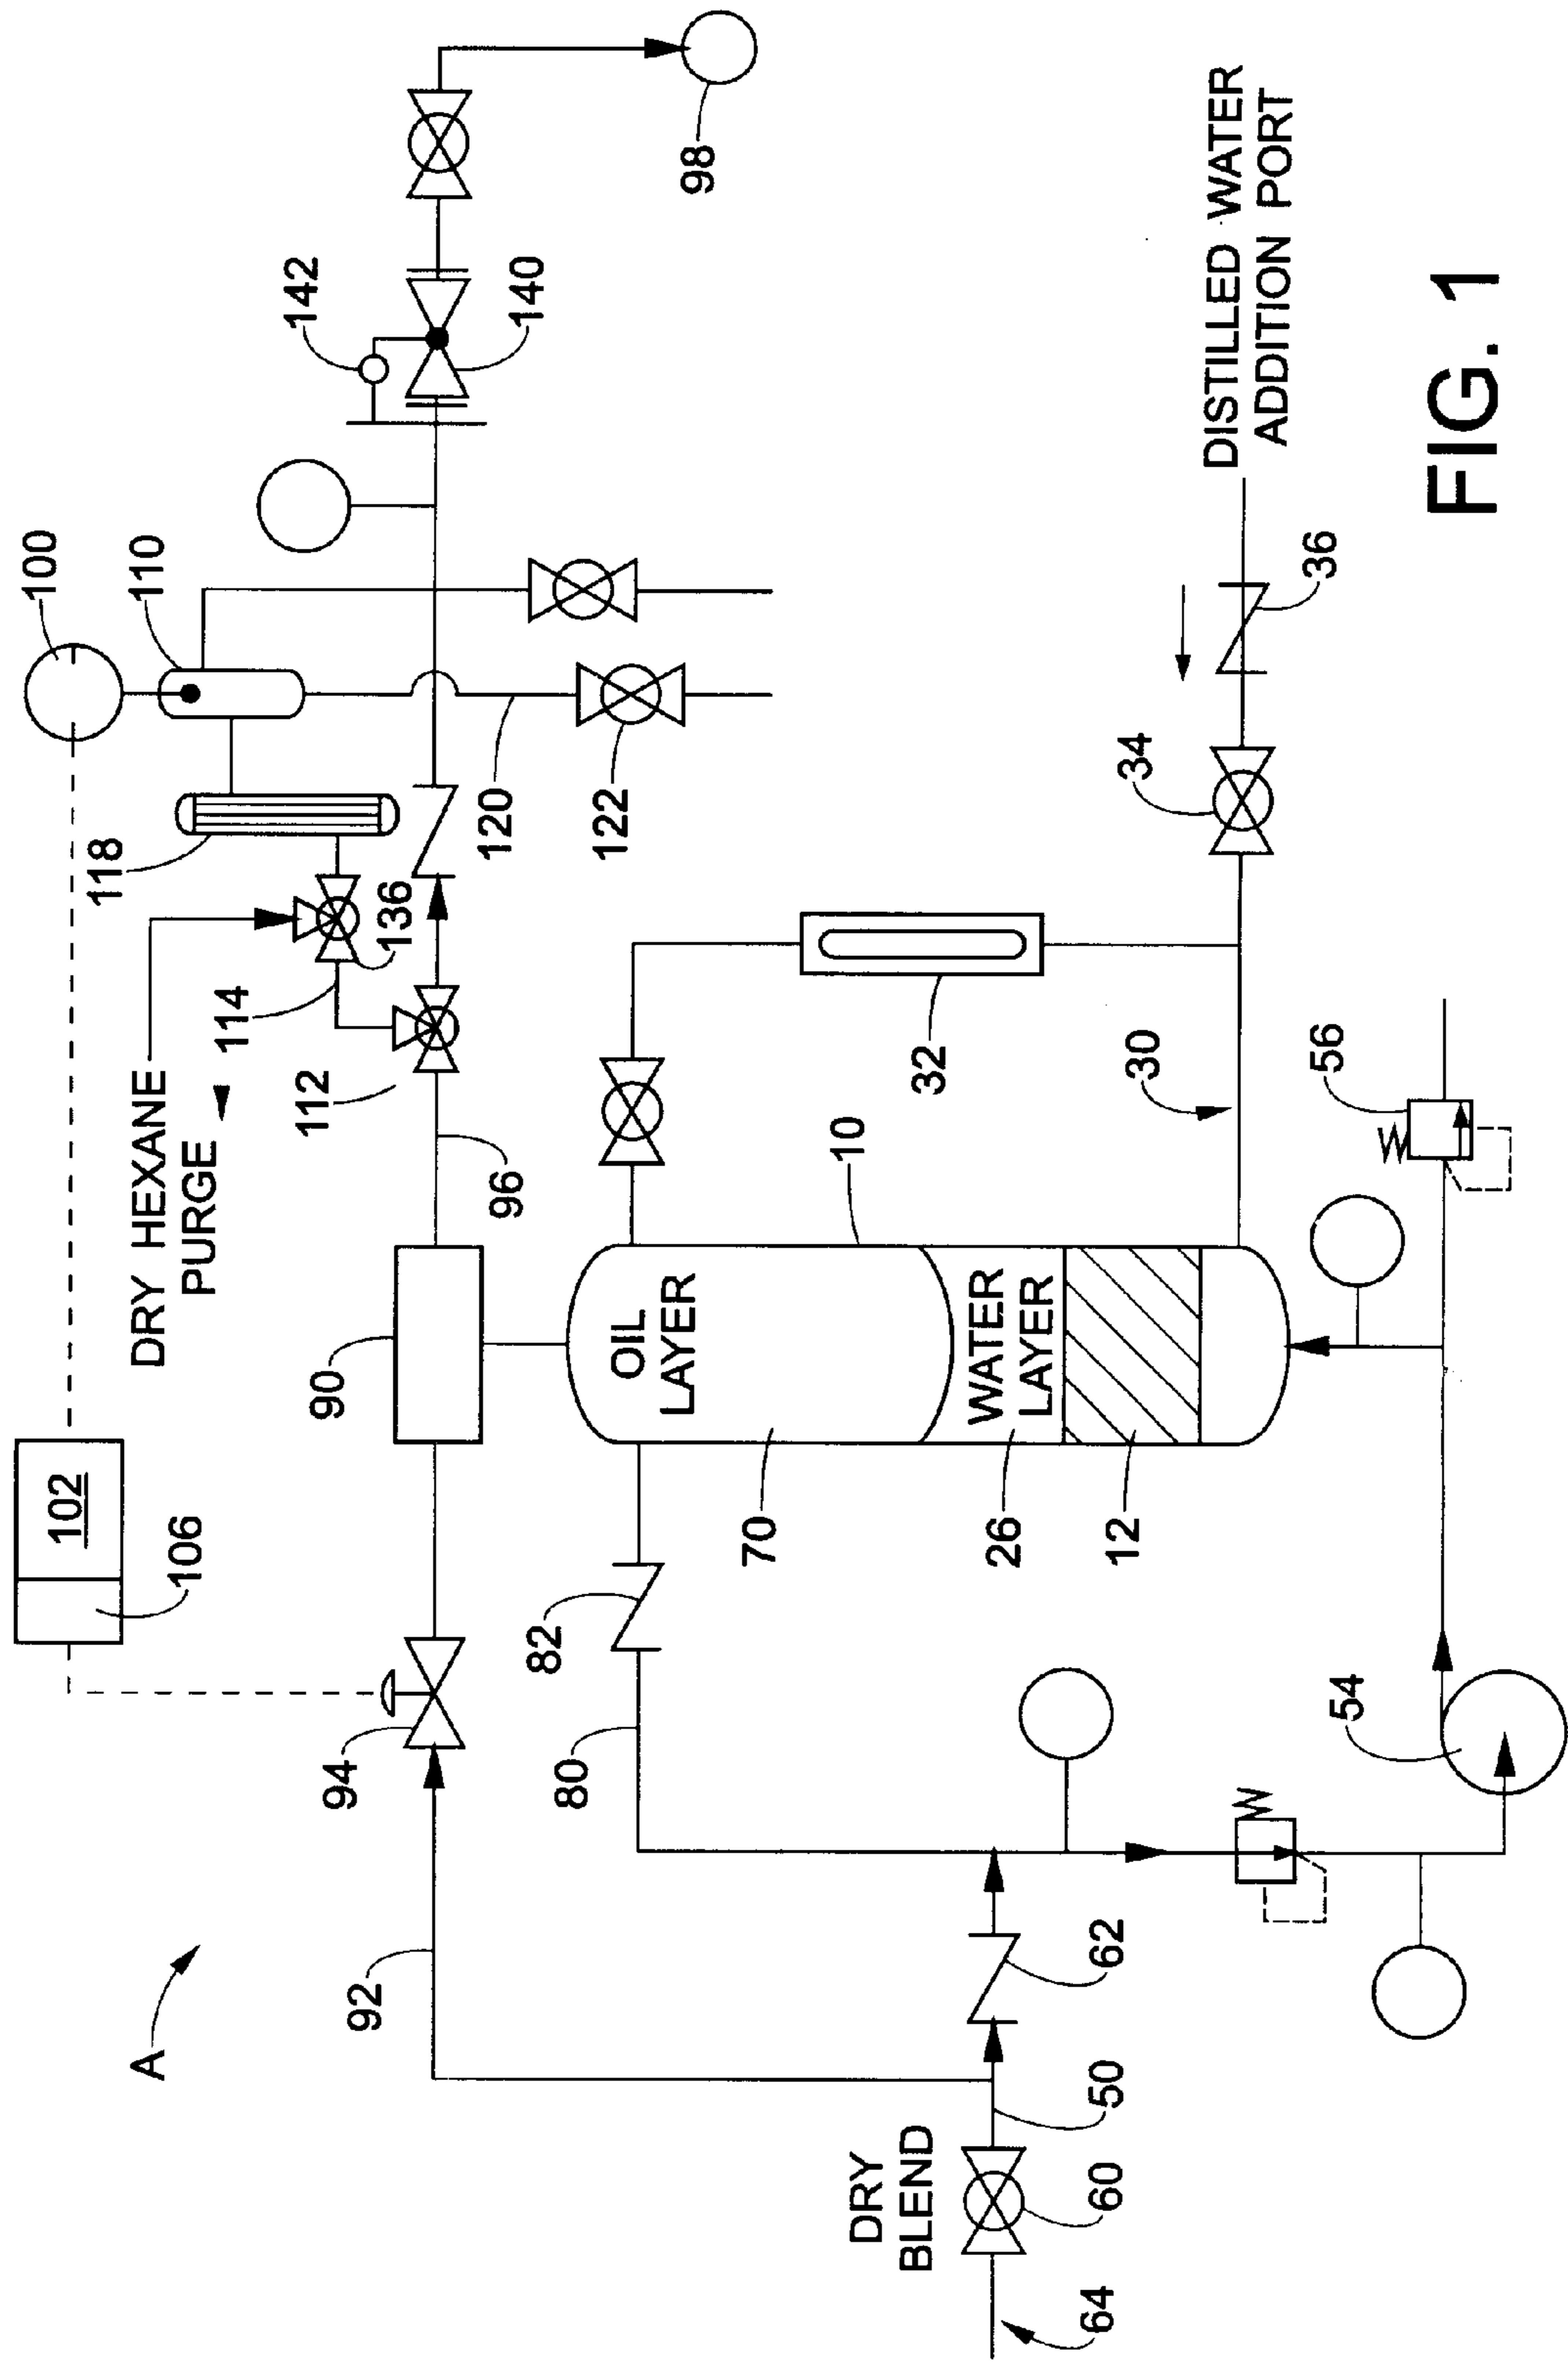 A
102
106
94
92
90
DRY HEXANE
PURGE
114
112
96
136
118
100
110
120
122
142
140
98
80
82
OIL
LAYER
10
70
WATER
LAYER
26
12
32
30
34
36
DISTILLED WATER
ADDITION PORT
DRY
BLEND
64
60
50
62
54
56
FIG. 1